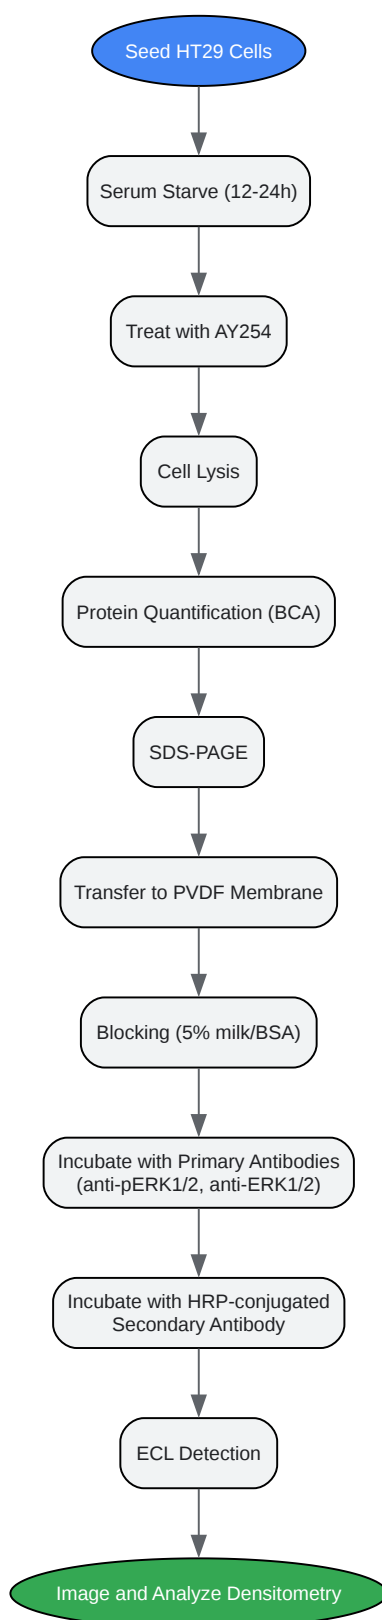 Seed HT29 Cells
Serum Starve (12-24h)
Treat with AY254
Cell Lysis
Protein Quantification (BCA)
SDS-PAGE
Transfer to PVDF Membrane
Blocking (5% milk/BSA)
Incubate with Primary Antibodies
(anti-pERK1/2, anti-ERK1/2)
Incubate with HRP-conjugated
Secondary Antibody
ECL Detection
Image and Analyze Densitometry